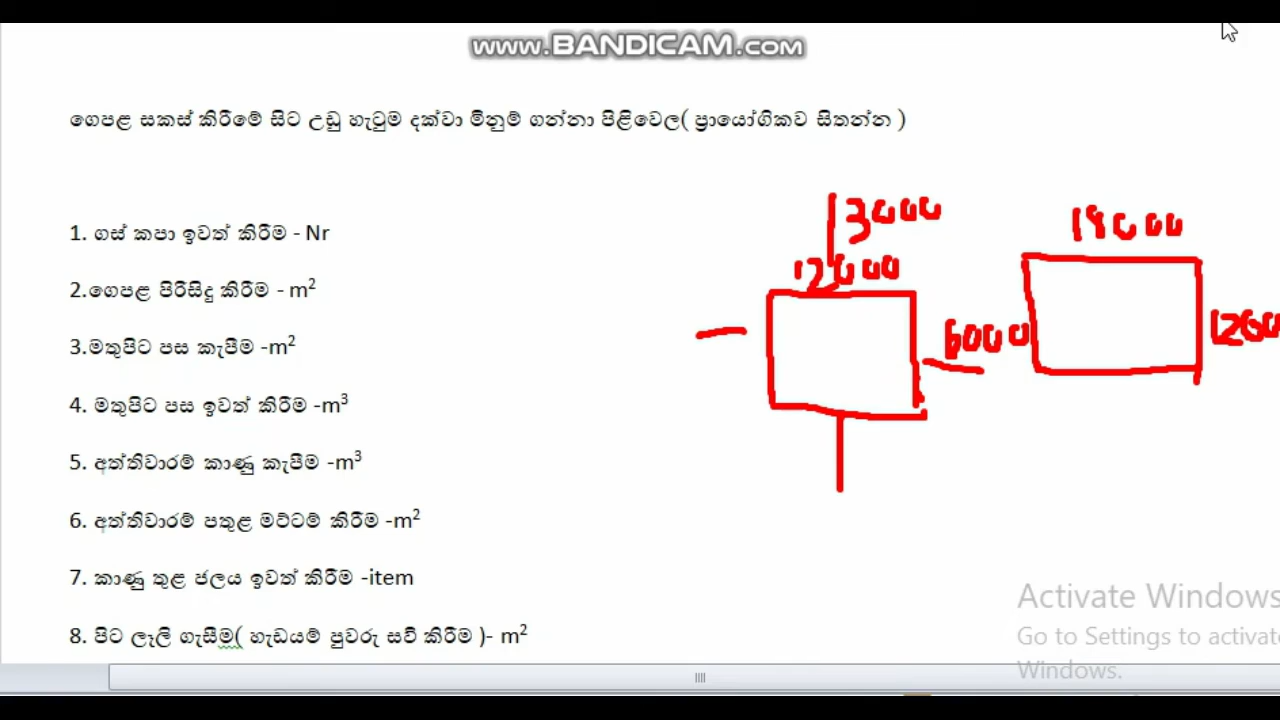 www.BANDICAM.com
ගෙපළ සකස් කිරීමේ සිට උඩු හැටුම දක්වා මිනුම් ගන්නා පිළිවෙල( ප්‍රායෝගිකව සිතන්න )
1. ගස් කපා ඉවත් කිරීම - Nr
2.ගෙපළ පිරිසිදු කිරීම - m²
3.මතුපිට පස කැපීම -m²
4. මතුපිට පස ඉවත් කිරීම -m³
5. අත්තිවාරම් කාණු කැපීම -m³
6. අත්තිවාරම් පතුළ මට්ටම් කිරීම -m²
7. කාණු තුළ ජලය ඉවත් කිරීම -item
8. පිට ලෑලි ගැසීම( හැඩයම් පුවරු සවි කිරීම )- m²
3000
12000
6000
18000
Activate Windows
Go to Settings to activate
Windows.